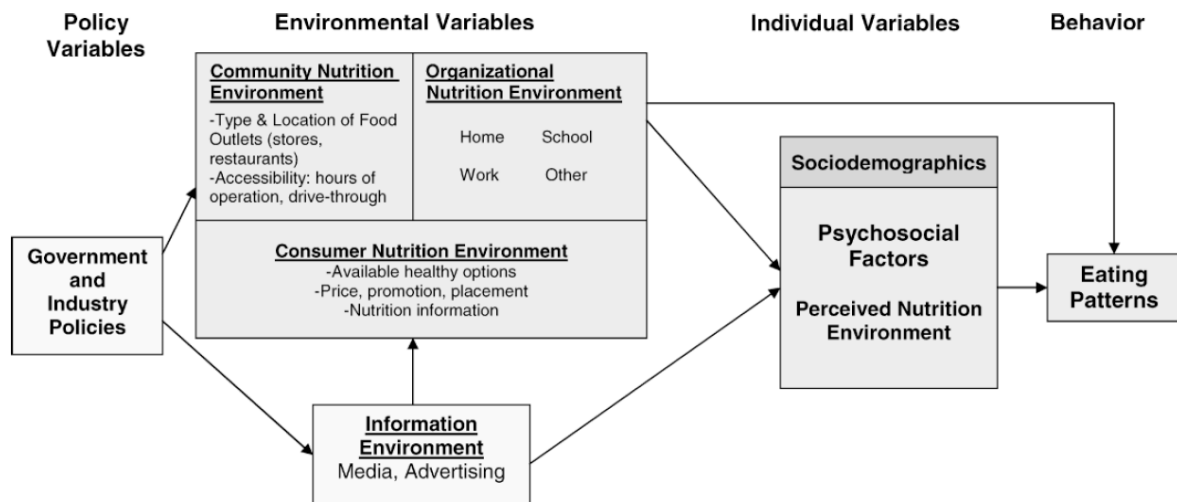 Policy
Variables
Environmental Variables
Individual Variables
Behavior
Community Nutrition
Environment
-Type & Location of Food
Outlets (stores,
restaurants)
-Accessibility: hours of
operation, drive-through
Organizational
Nutrition Environment
Home School
Work Other
Consumer Nutrition Environment
-Available healthy options
-Price, promotion, placement
-Nutrition information
Government
and
Industry
Policies
Information
Environment
Media, Advertising
Sociodemographics
Psychosocial
Factors
Perceived Nutrition
Environment
Eating
Patterns